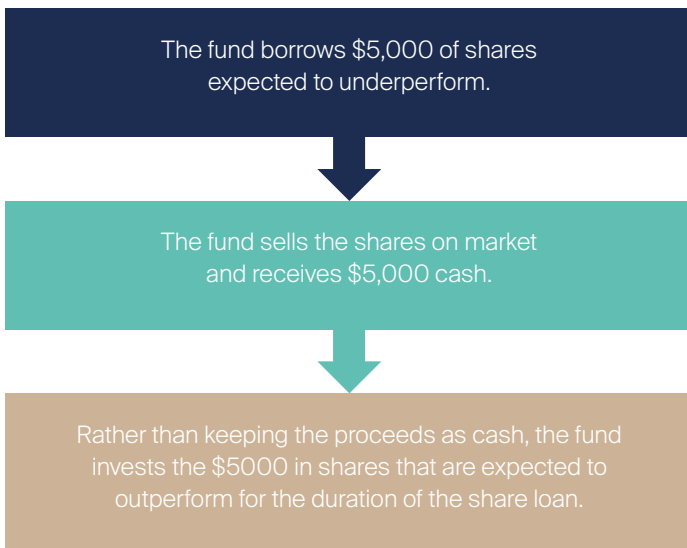 The fund borrows $5,000 of shares
expected to underperform.
The fund sells the shares on market
and receives $5,000 cash.
Rather than keeping the proceeds as cash, the fund
invests the $5000 in shares that are expected to
outperform for the duration of the share loan.